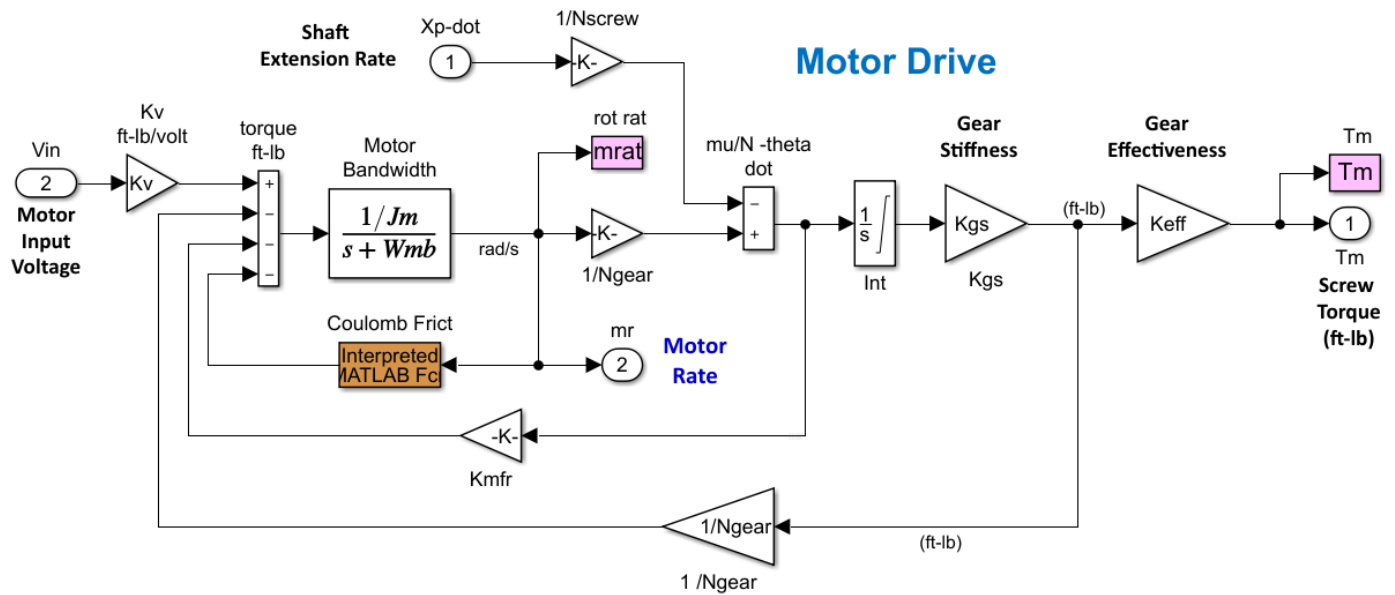 Shaft
Extension Rate
Xp-dot
1
1/Nscrew
-K-
Motor Drive
Kv
ft-lb/volt
Vin
2
Kv
Motor
Input
Voltage
torque
ft-lb
+
−
−
−
Motor
Bandwidth
1/Jm
s + Wmb
rad/s
rot rat
mrat
-K-
1/Ngear
mu/N -theta
dot
−
+
1
s
Int
Gear
Stiffness
Kgs
Kgs
(ft-lb)
Gear
Effectiveness
Keff
Tm
Tm
1
Tm
Screw
Torque
(ft-lb)
Coulomb Frict
Interpreted
MATLAB Fc
mr
2
Motor
Rate
-K-
Kmfr
1/Ngear
(ft-lb)
1 /Ngear